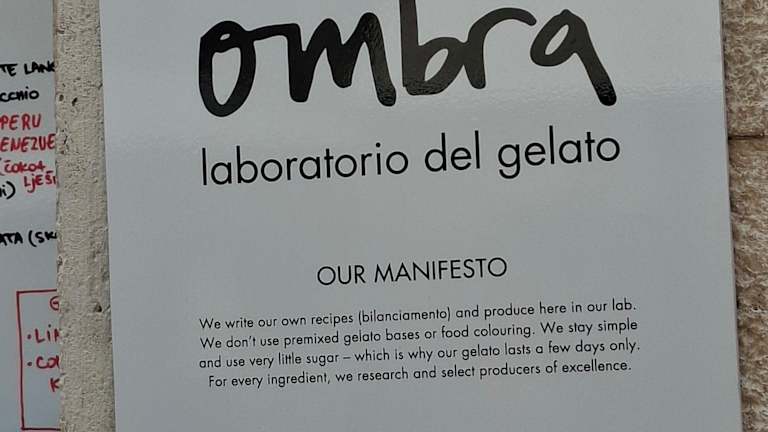 ombra
laboratorio del gelato
OUR MANIFESTO
We write our own recipes (bilanciamento) and produce here in our lab.
We don't use premixed gelato bases or food colouring. We stay simple
and use very little sugar – which is why our gelato lasts a few days only.
For every ingredient, we research and select producers of excellence.
PERU